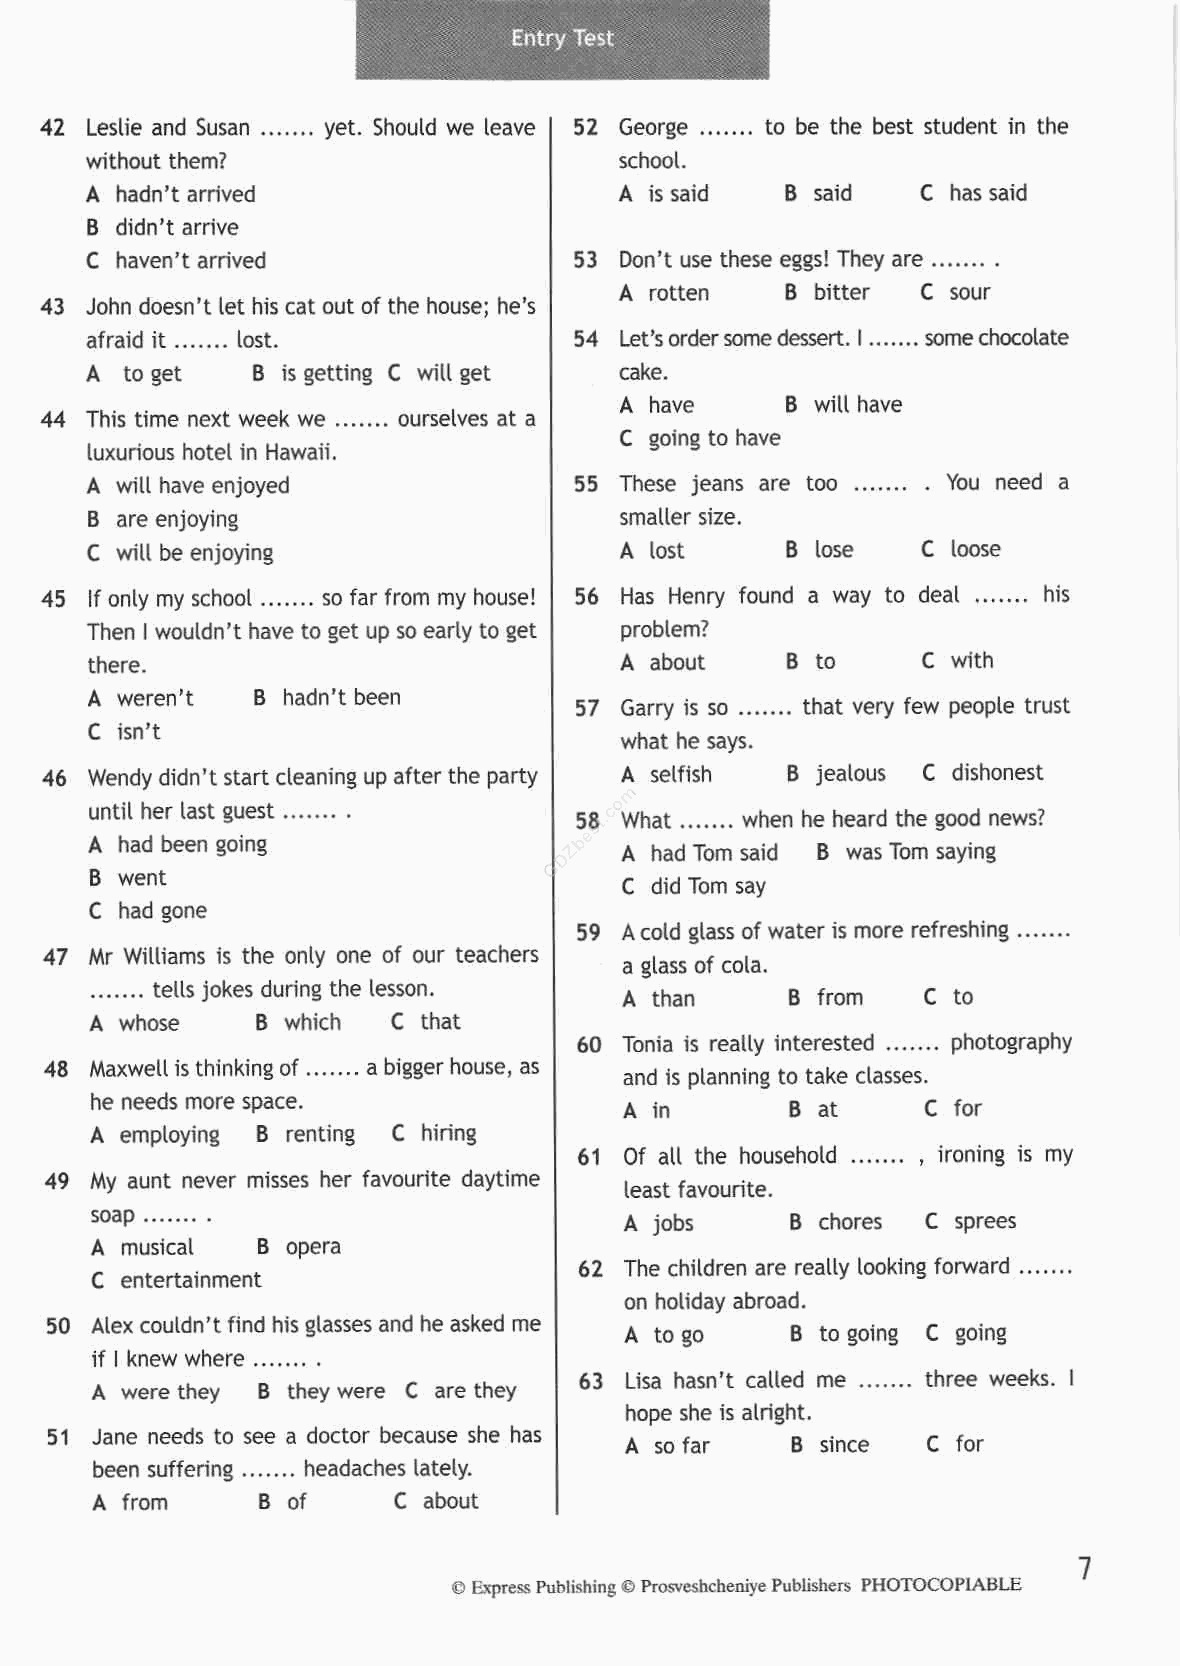 Entry Test
42 Leslie and Susan ....... yet. Should we leave
without them?
A hadn't arrived
B didn't arrive
C haven't arrived
43 John doesn't let his cat out of the house; he's
afraid it ....... lost.
A to get B is getting C will get
44 This time next week we ....... ourselves at a
luxurious hotel in Hawaii.
A will have enjoyed
B are enjoying
C will be enjoying
45 If only my school ....... so far from my house!
Then I wouldn't have to get up so early to get
there.
A weren't B hadn't been
C isn't
46 Wendy didn't start cleaning up after the party
until her last guest ....... .
A had been going
B went
C had gone
47 Mr Williams is the only one of our teachers
....... tells jokes during the lesson.
A whose B which C that
48 Maxwell is thinking of ....... a bigger house, as
he needs more space.
A employing B renting C hiring
49 My aunt never misses her favourite daytime
soap ....... .
A musical B opera
C entertainment
50 Alex couldn't find his glasses and he asked me
if I knew where ....... .
A were they B they were C are they
51 Jane needs to see a doctor because she has
been suffering ....... headaches lately.
A from B of C about
52 George ....... to be the best student in the
school.
A is said B said C has said
53 Don't use these eggs! They are ....... .
A rotten B bitter C sour
54 Let's order some dessert. I ....... some chocolate
cake.
A have B will have
C going to have
55 These jeans are too ....... . You need a
smaller size.
A lost B lose C loose
56 Has Henry found a way to deal ....... his
problem?
A about B to C with
57 Garry is so ....... that very few people trust
what he says.
A selfish B jealous C dishonest
58 What ....... when he heard the good news?
A had Tom said B was Tom saying
C did Tom say
59 A cold glass of water is more refreshing .......
a glass of cola.
A than B from C to
60 Tonia is really interested ....... photography
and is planning to take classes.
A in B at C for
61 Of all the household ....... , ironing is my
least favourite.
A jobs B chores C sprees
62 The children are really looking forward .......
on holiday abroad.
A to go B to going C going
63 Lisa hasn't called me ....... three weeks. I
hope she is alright.
A so far B since C for
GDZbest.com
7
© Express Publishing © Prosveshcheniye Publishers PHOTOCOPIABLE